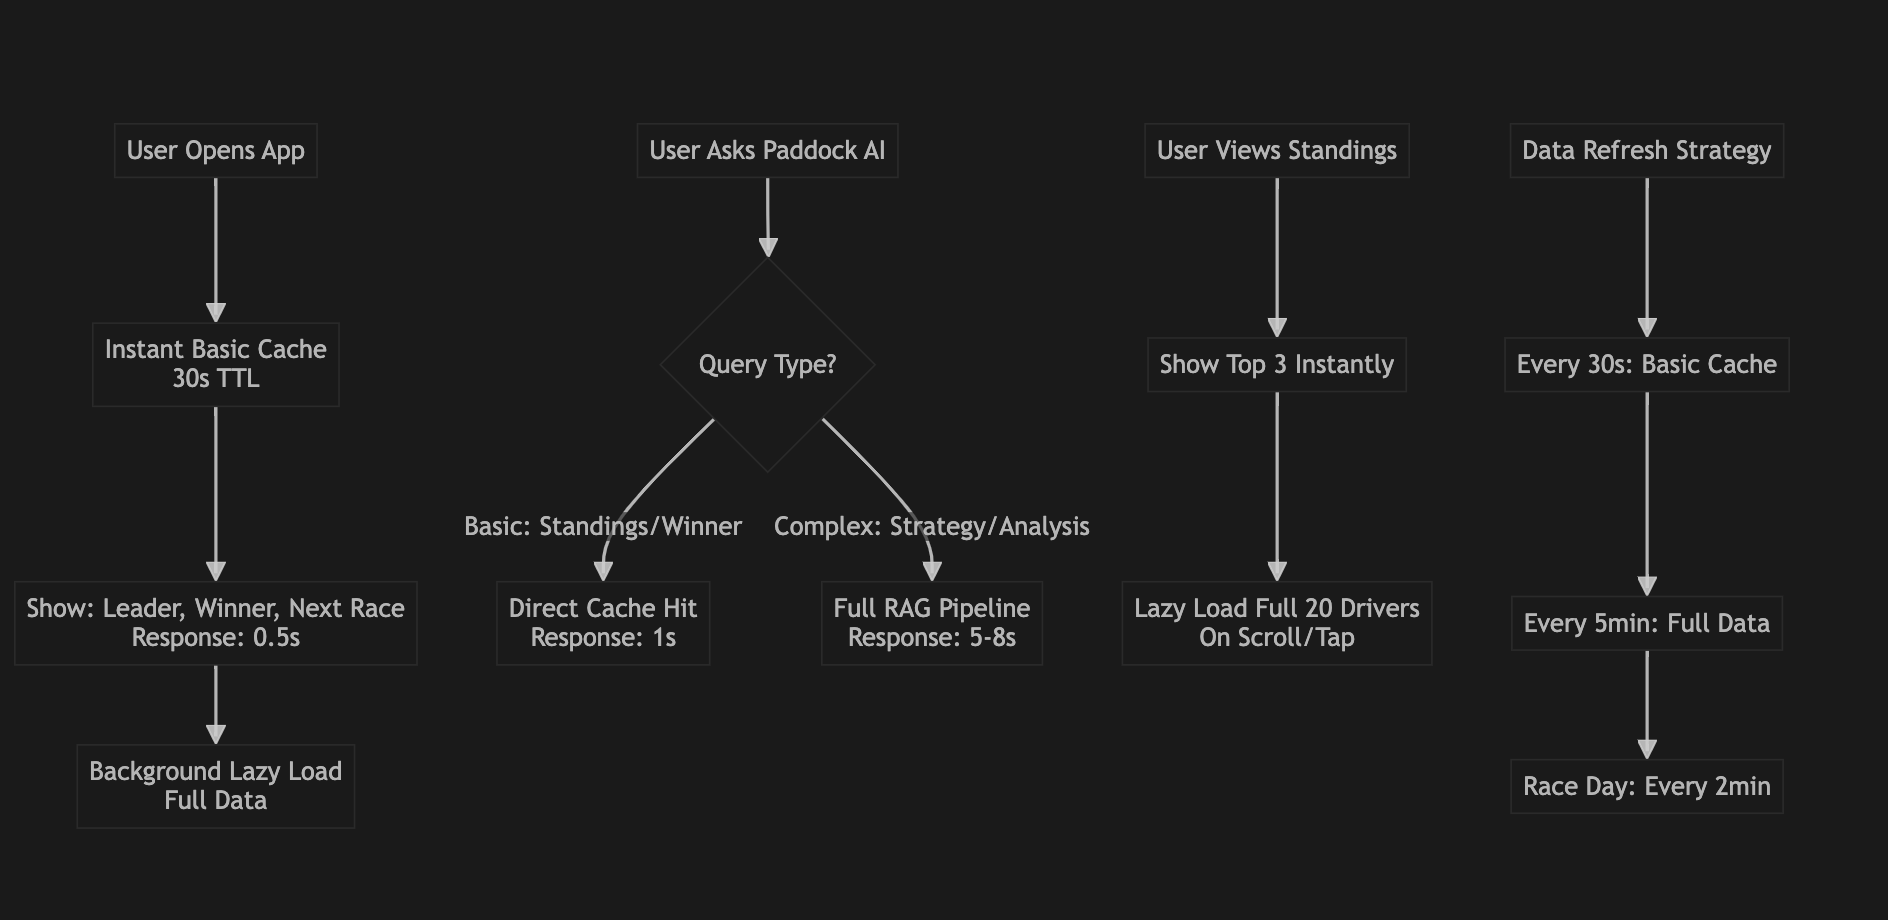 User Opens App
Instant Basic Cache
30s TTL
Show: Leader, Winner, Next Race
Response: 0.5s
Background Lazy Load
Full Data
User Asks Paddock AI
Query Type?
Basic: Standings/Winner
Complex: Strategy/Analysis
Direct Cache Hit
Response: 1s
Full RAG Pipeline
Response: 5-8s
User Views Standings
Show Top 3 Instantly
Lazy Load Full 20 Drivers
On Scroll/Tap
Data Refresh Strategy
Every 30s: Basic Cache
Every 5min: Full Data
Race Day: Every 2min